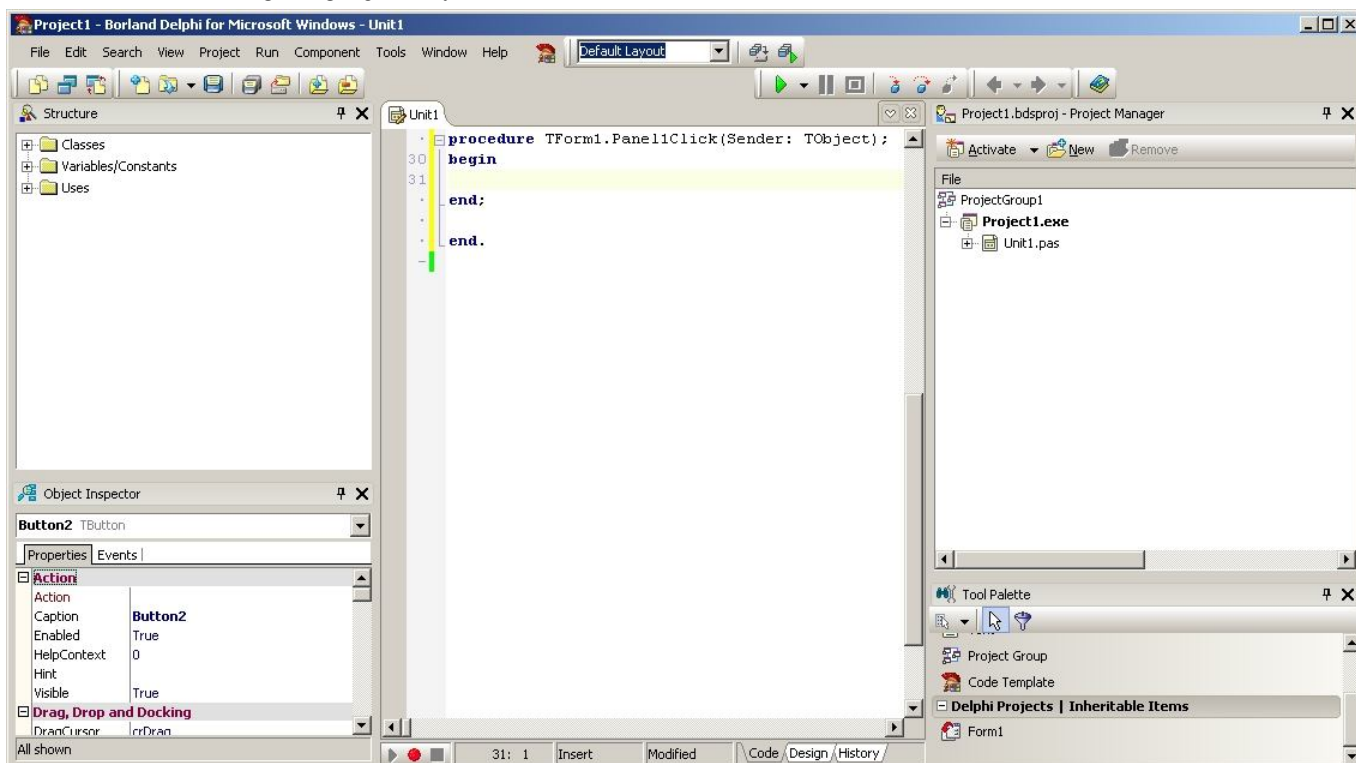 Project1 - Borland Delphi for Microsoft Windows - Unit1
File Edit Search View Project Run Component Tools Window Help Default Layout
Structure
Classes
Variables/Constants
Uses
Object Inspector
Button2 TButton
Properties Events
Action
Action
Caption Button2
Enabled True
HelpContext 0
Hint
Visible True
Drag, Drop and Docking
DragCursor crDrag
All shown
Unit1
procedure TForm1.Panel1Click(Sender: TObject);
30 begin
31
end;
end.
31: 1 Insert Modified Code Design History
Project1.bdsproj - Project Manager
Activate New Remove
File
ProjectGroup1
Project1.exe
Unit1.pas
Tool Palette
Project Group
Code Template
Delphi Projects | Inheritable Items
Form1